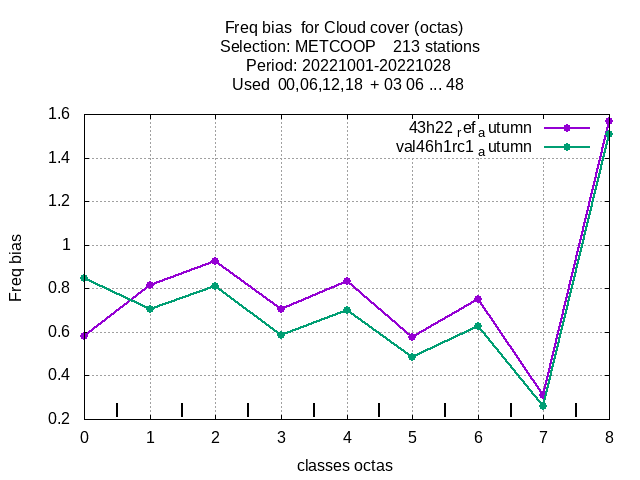 Freq bias  for Cloud cover (octas)
Selection: METCOOP    213 stations
Period: 20221001-20221028
Used  00,06,12,18  + 03 06 ... 48
43h22 ref a utumn
val46h1rc1 a utumn
1.6
1.4
1.2
1
0.8
0.6
0.4
0.2
Freq bias
0 1 2 3 4 5 6 7 8
classes octas